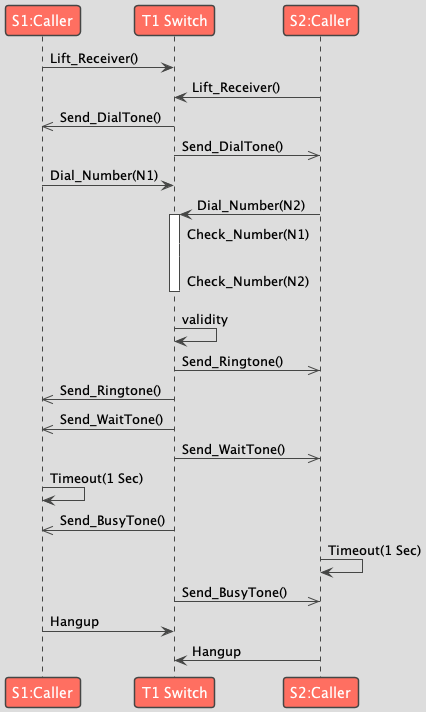 S1:Caller
T1 Switch
S2:Caller
Lift_Receiver()
Lift_Receiver()
Send_DialTone()
Send_DialTone()
Dial_Number(N1)
Dial_Number(N2)
Check_Number(N1)
Check_Number(N2)
validity
Send_Ringtone()
Send_Ringtone()
Send_WaitTone()
Send_WaitTone()
Timeout(1 Sec)
Send_BusyTone()
Timeout(1 Sec)
Send_BusyTone()
Hangup
Hangup
S1:Caller
T1 Switch
S2:Caller